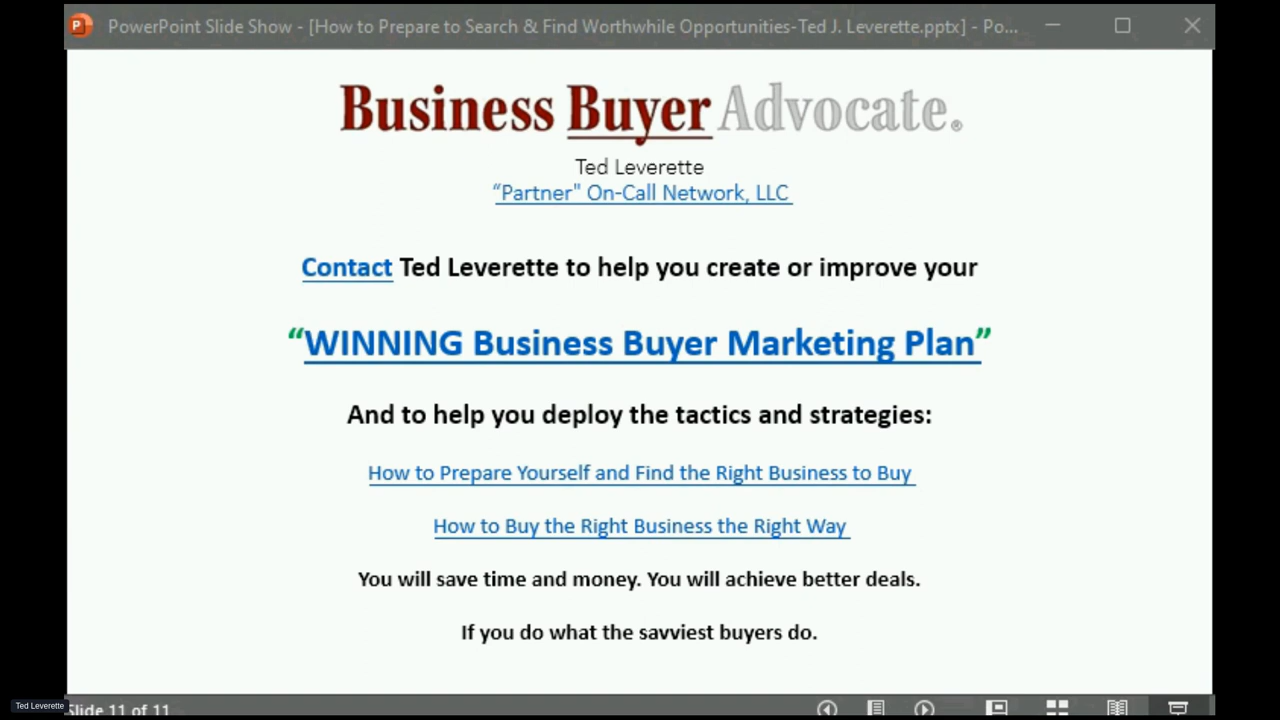 PowerPoint Slide Show - [How to Prepare to Search & Find Worthwhile Opportunities-Ted J. Leverette.pptx] - Po...
Business Buyer Advocate.®
Ted Leverette
“Partner" On-Call Network, LLC
Contact Ted Leverette to help you create or improve your
“WINNING Business Buyer Marketing Plan”
And to help you deploy the tactics and strategies:
How to Prepare Yourself and Find the Right Business to Buy
How to Buy the Right Business the Right Way
You will save time and money. You will achieve better deals.
If you do what the savviest buyers do.
Ted Leverette
Slide 11 of 11